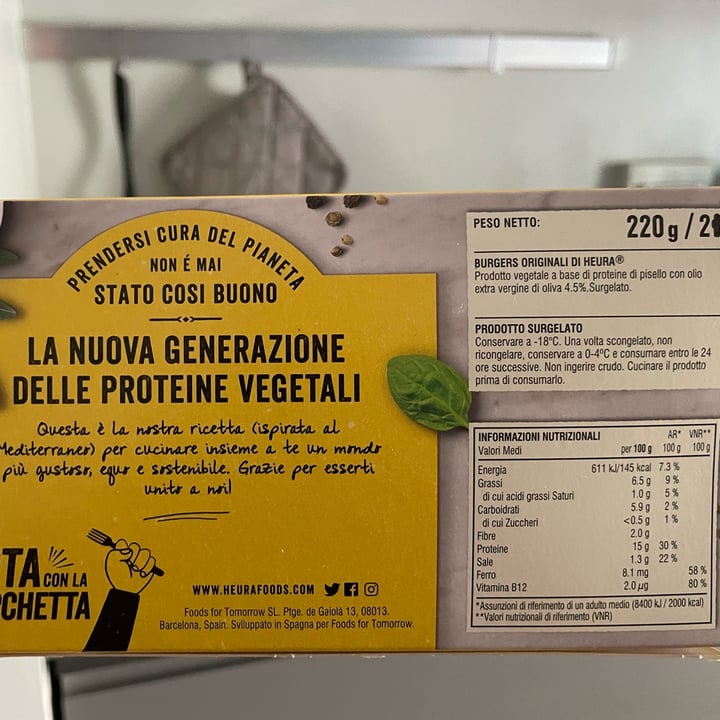 PRENDERSI CURA DEL PIANETA
NON É MAI
STATO COSI BUONO
LA NUOVA GENERAZIONE
DELLE PROTEINE VEGETALI
Questa è la nostra ricetta (ispirata al
Mediterraneo) per cucinare insieme a te un mondo
più gustoso, equo e sostenibile. Grazie per esserti
unito a noi!
CON LA
WWW.HEURAFOODS.COM
Foods for Tomorrow SL. Ptge. de Gaiolà 13, 08013.
Barcelona, Spain. Sviluppato in Spagna per Foods for Tomorrow.
PESO NETTO: 220g /
BURGERS ORIGINALI DI HEURA®
Prodotto vegetale a base di proteine di pisello con olio
extra vergine di oliva 4.5%.Surgelato.
PRODOTTO SURGELATO
Conservare a -18ºC. Una volta scongelato, non
ricongelare, conservare a 0-4ºC e consumare entro le 24
ore successive. Non ingerire crudo. Cucinare il prodotto
prima di consumarlo.
INFORMAZIONI NUTRIZIONALI AR* VNR**
Valori Medi per 100 g 100 g 100 g
Energia 611 kJ/145 kcal 7.3 %
Grassi 6.5 g 9 %
di cui acidi grassi Saturi 1.0 g 5 %
Carboidrati 5.9 g 2 %
di cui Zuccheri <0.5 g 1 %
Fibre 2.0 g
Proteine 15 g 30 %
Sale 1.3 g 22 %
Ferro 8.1 mg 58 %
Vitamina B12 2.0 µg 80 %
*Assunzioni di riferimento di un adulto medio (8400 kJ / 2000 kcal)
**Valori nutrizionali di riferimento (VNR)